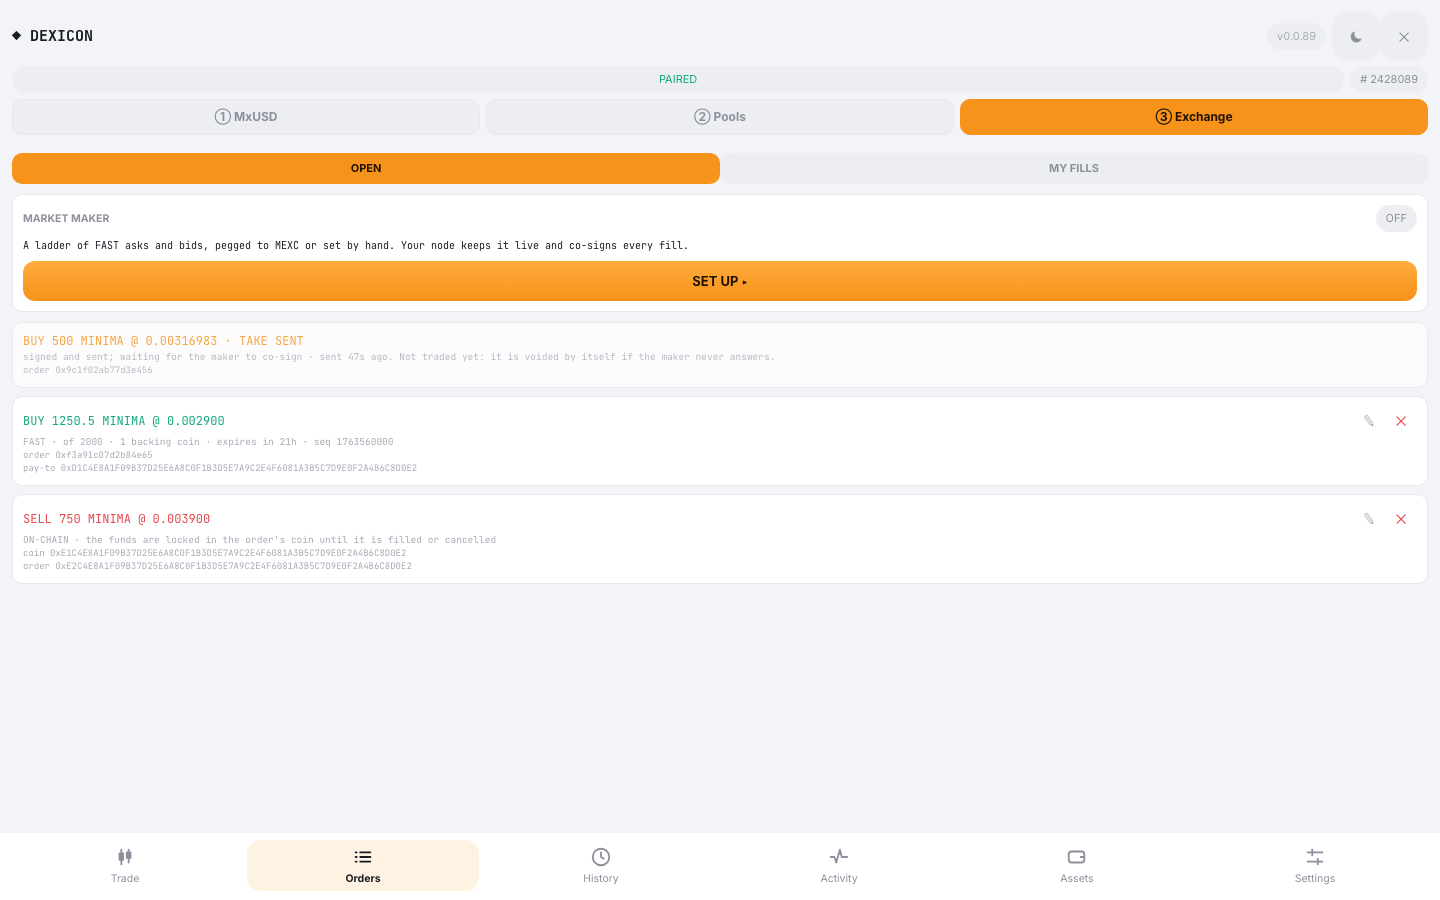 ◆ DEXICON
v0.0.89
PAIRED
# 2428089
① MxUSD
② Pools
③ Exchange
OPEN
MY FILLS
MARKET MAKER
OFF
A ladder of FAST asks and bids, pegged to MEXC or set by hand. Your node keeps it live and co-signs every fill.
SET UP ▸
BUY 500 MINIMA @ 0.00316983 · TAKE SENT
signed and sent; waiting for the maker to co-sign · sent 47s ago. Not traded yet: it is voided by itself if the maker never answers.
order 0x9c1f02ab77d3e456
BUY 1250.5 MINIMA @ 0.002900
FAST · of 2000 · 1 backing coin · expires in 21h · seq 1763560000
order 0xf3a91c07d2b84e65
pay-to 0xD1C4E8A1F09B37D25E6A8C0F1B3D5E7A9C2E4F6081A3B5C7D9E0F2A4B6C8D0E2
SELL 750 MINIMA @ 0.003900
ON-CHAIN · the funds are locked in the order's coin until it is filled or cancelled
coin 0xE1C4E8A1F09B37D25E6A8C0F1B3D5E7A9C2E4F6081A3B5C7D9E0F2A4B6C8D0E2
order 0xE2C4E8A1F09B37D25E6A8C0F1B3D5E7A9C2E4F6081A3B5C7D9E0F2A4B6C8D0E2
Trade
Orders
History
Activity
Assets
Settings